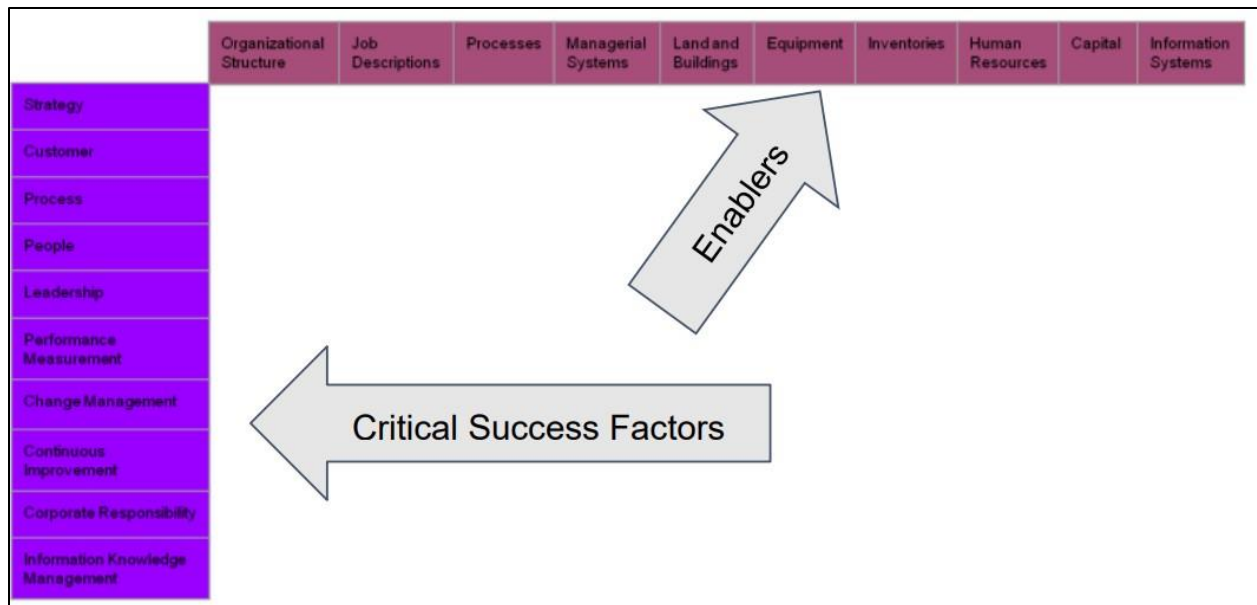 Organizational Structure
Job Descriptions
Processes
Managerial Systems
Land and Buildings
Equipment
Inventories
Human Resources
Capital
Information Systems
Strategy
Customer
Process
People
Leadership
Performance
Measurement
Change Management
Continuous
Improvement
Corporate Responsibility
Information Knowledge
Management
Enablers
Critical Success Factors